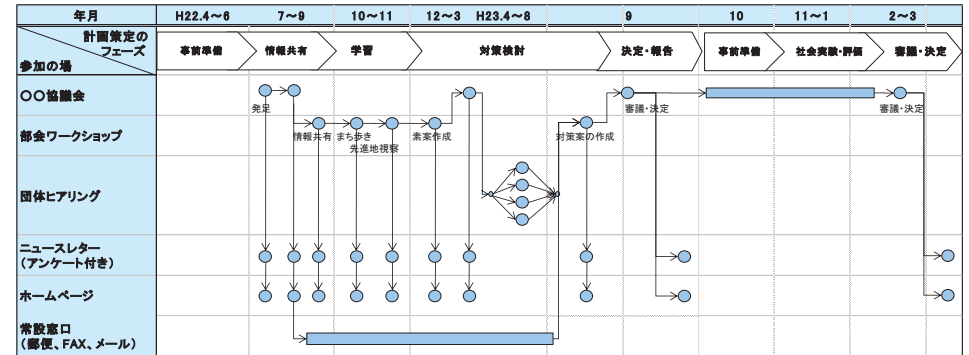 年月 H22.4～6 7～9 10～11 12～3 H23.4～8 9 10 11～1 2～3
計画策定の
フェーズ
参加の場
事前準備 情報共有 学習 対策検討 決定・報告 事前準備 社会実験・評価 審議・決定
〇〇協議会
発足 審議・決定 審議・決定
部会ワークショップ
情報共有 まち歩き 素案作成 対策案の作成
先進地視察
団体ヒアリング
ニュースレター
（アンケート付き）
ホームページ
常設窓口
（郵便、FAX、メール）